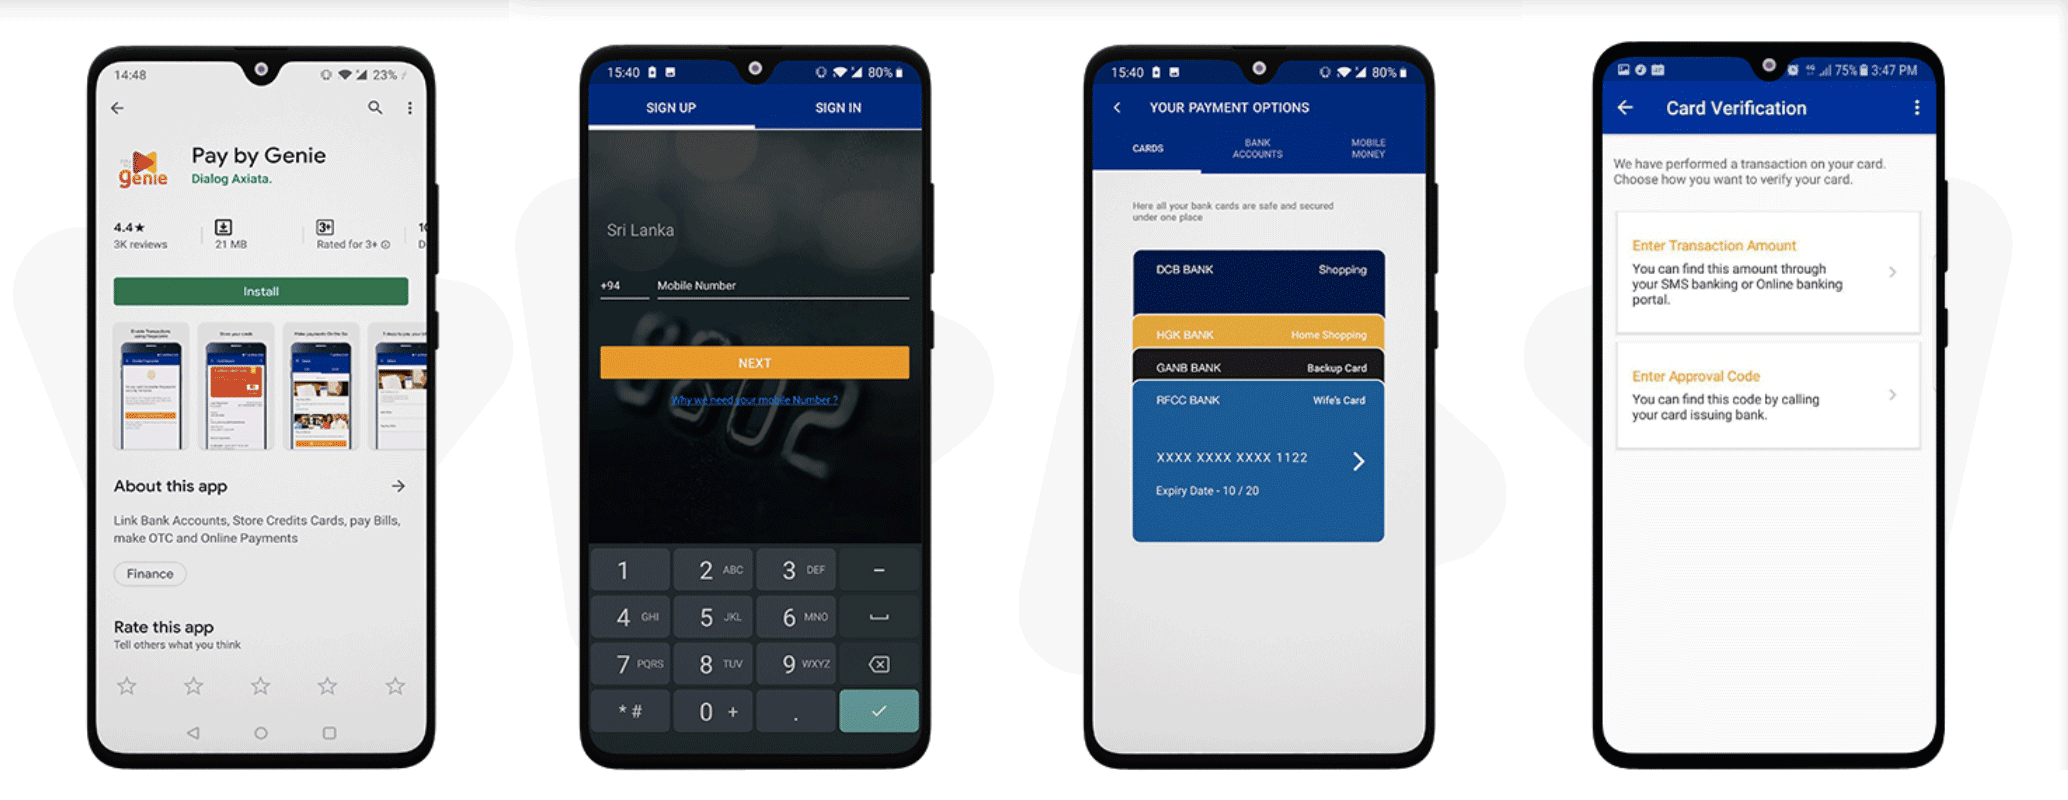 14:48
23%
genie
Pay by Genie
Dialog Axiata.
4.4★
3K reviews
21 MB
3+
Rated for 3+
Install
About this app
Link Bank Accounts, Store Credits Cards, pay Bills,
make OTC and Online Payments
Finance
Rate this app
Tell others what you think
15:40
80%
SIGN UP
SIGN IN
Sri Lanka
+94
Mobile Number
NEXT
Why we need your mobile Number ?
1
2 ABC
3 DEF
–
4 GHI
5 JKL
6 MNO
7 PQRS
8 TUV
9 WXYZ
* #
0 +
.
15:40
80%
YOUR PAYMENT OPTIONS
CARDS
BANK
ACCOUNTS
MOBILE
MONEY
Here all your bank cards are safe and secured
under one place
DCB BANK
Shopping
HGK BANK
Home Shopping
GANB BANK
Backup Card
RFCC BANK
Wife's Card
XXXX XXXX XXXX 1122
Expiry Date - 10 / 20
75% 3:47 PM
Card Verification
We have performed a transaction on your card.
Choose how you want to verify your card.
Enter Transaction Amount
You can find this amount through
your SMS banking or Online banking
portal.
Enter Approval Code
You can find this code by calling
your card issuing bank.